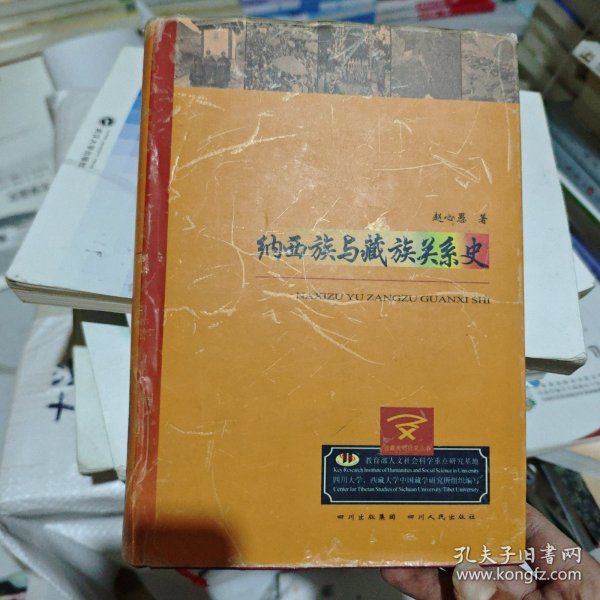 赵心愚 著
纳西族与藏族关系史
NAXIZU YU ZANGZU GUANXI SHI
教育部人文社会科学重点研究基地
Key Research Institute of Humanities and Social Science in University
四川大学、西藏大学中国藏学研究所组织编写
Center for Tibetan Studies of Sichuan University/Tibet University
四川出版集团 四川人民出版社
孔夫子旧书网
www.kongfz.com